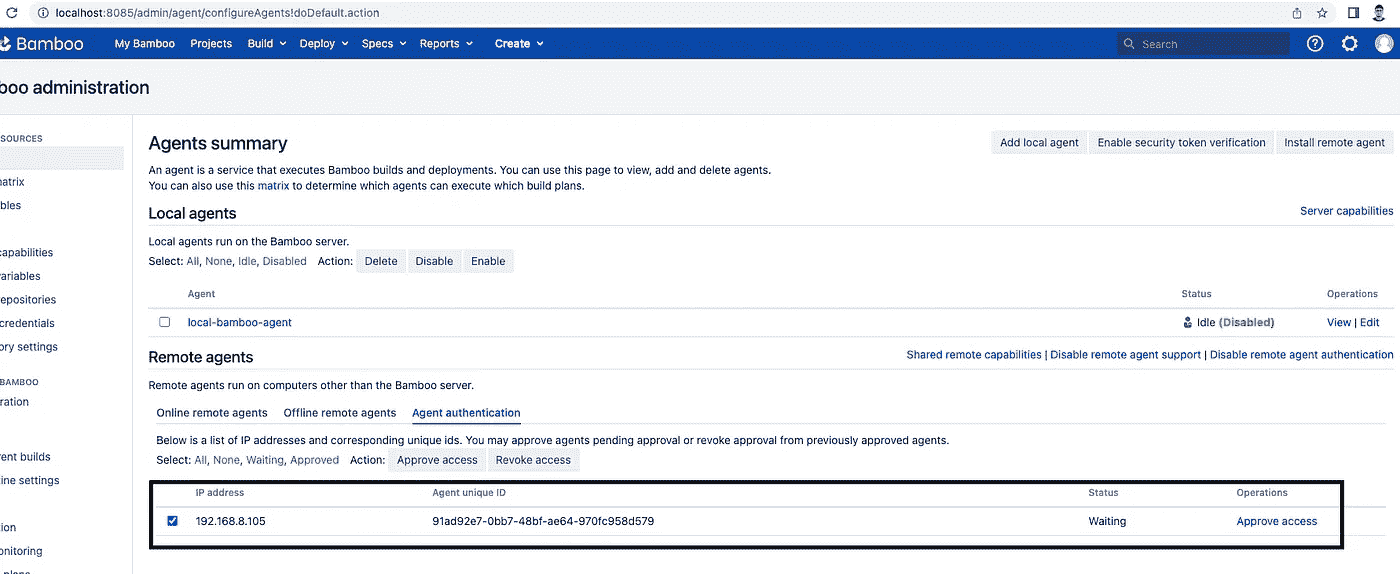 localhost:8085/admin/agent/configureAgents!doDefault.action
Bamboo My Bamboo Projects Build Deploy Specs Reports Create Search
boo administration
SOURCES
atrix
bles
capabilities
ariables
epositories
credentials
ory settings
BAMBOO
ration
rent builds
ine settings
ion
onitoring
Agents summary
Add local agent Enable security token verification Install remote agent
An agent is a service that executes Bamboo builds and deployments. You can use this page to view, add and delete agents.
You can also use this matrix to determine which agents can execute which build plans.
Local agents Server capabilities
Local agents run on the Bamboo server.
Select: All, None, Idle, Disabled Action: Delete Disable Enable
Agent Status Operations
local-bamboo-agent Idle (Disabled) View | Edit
Remote agents Shared remote capabilities | Disable remote agent support | Disable remote agent authentication
Remote agents run on computers other than the Bamboo server.
Online remote agents Offline remote agents Agent authentication
Below is a list of IP addresses and corresponding unique ids. You may approve agents pending approval or revoke approval from previously approved agents.
Select: All, None, Waiting, Approved Action: Approve access Revoke access
IP address Agent unique ID Status Operations
192.168.8.105 91ad92e7-0bb7-48bf-ae64-970fc958d579 Waiting Approve access